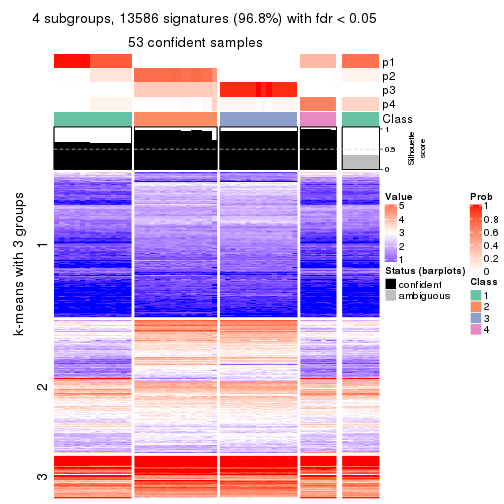 4 subgroups, 13586 signatures (96.8%) with fdr < 0.05
53 confident samples
p1
p2
p3
p4
Class
1
0.5
0
Silhouette
score
k-means with 3 groups
1
2
3
Value
5
4
3
2
1
Status (barplots)
confident
ambiguous
Prob
1
0.8
0.6
0.4
0.2
0
Class
1
2
3
4